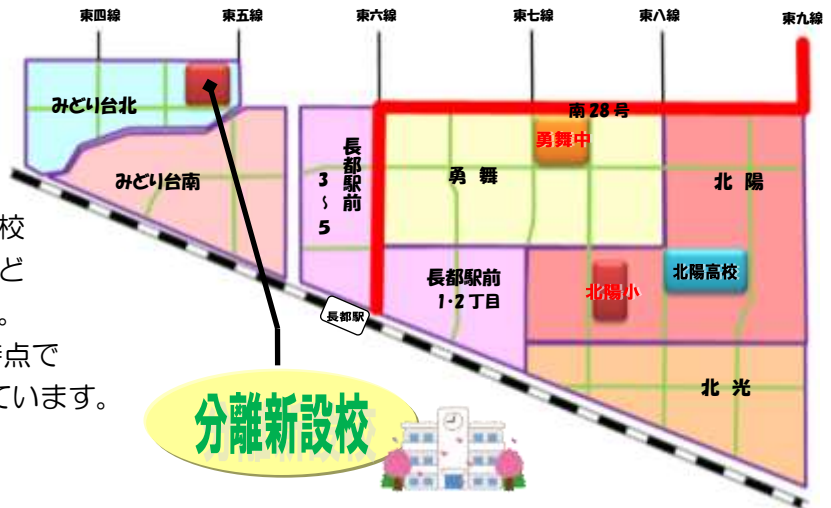 東四線
東五線
東六線
東七線
東八線
東九線
みどり台北
みどり台南
長都駅前
3～5
南28号
勇舞中
勇舞
北陽
長都駅前
1・2丁目
北陽小
北陽高校
長都駅
北光
校
ど
。
点で
ています。
分離新設校